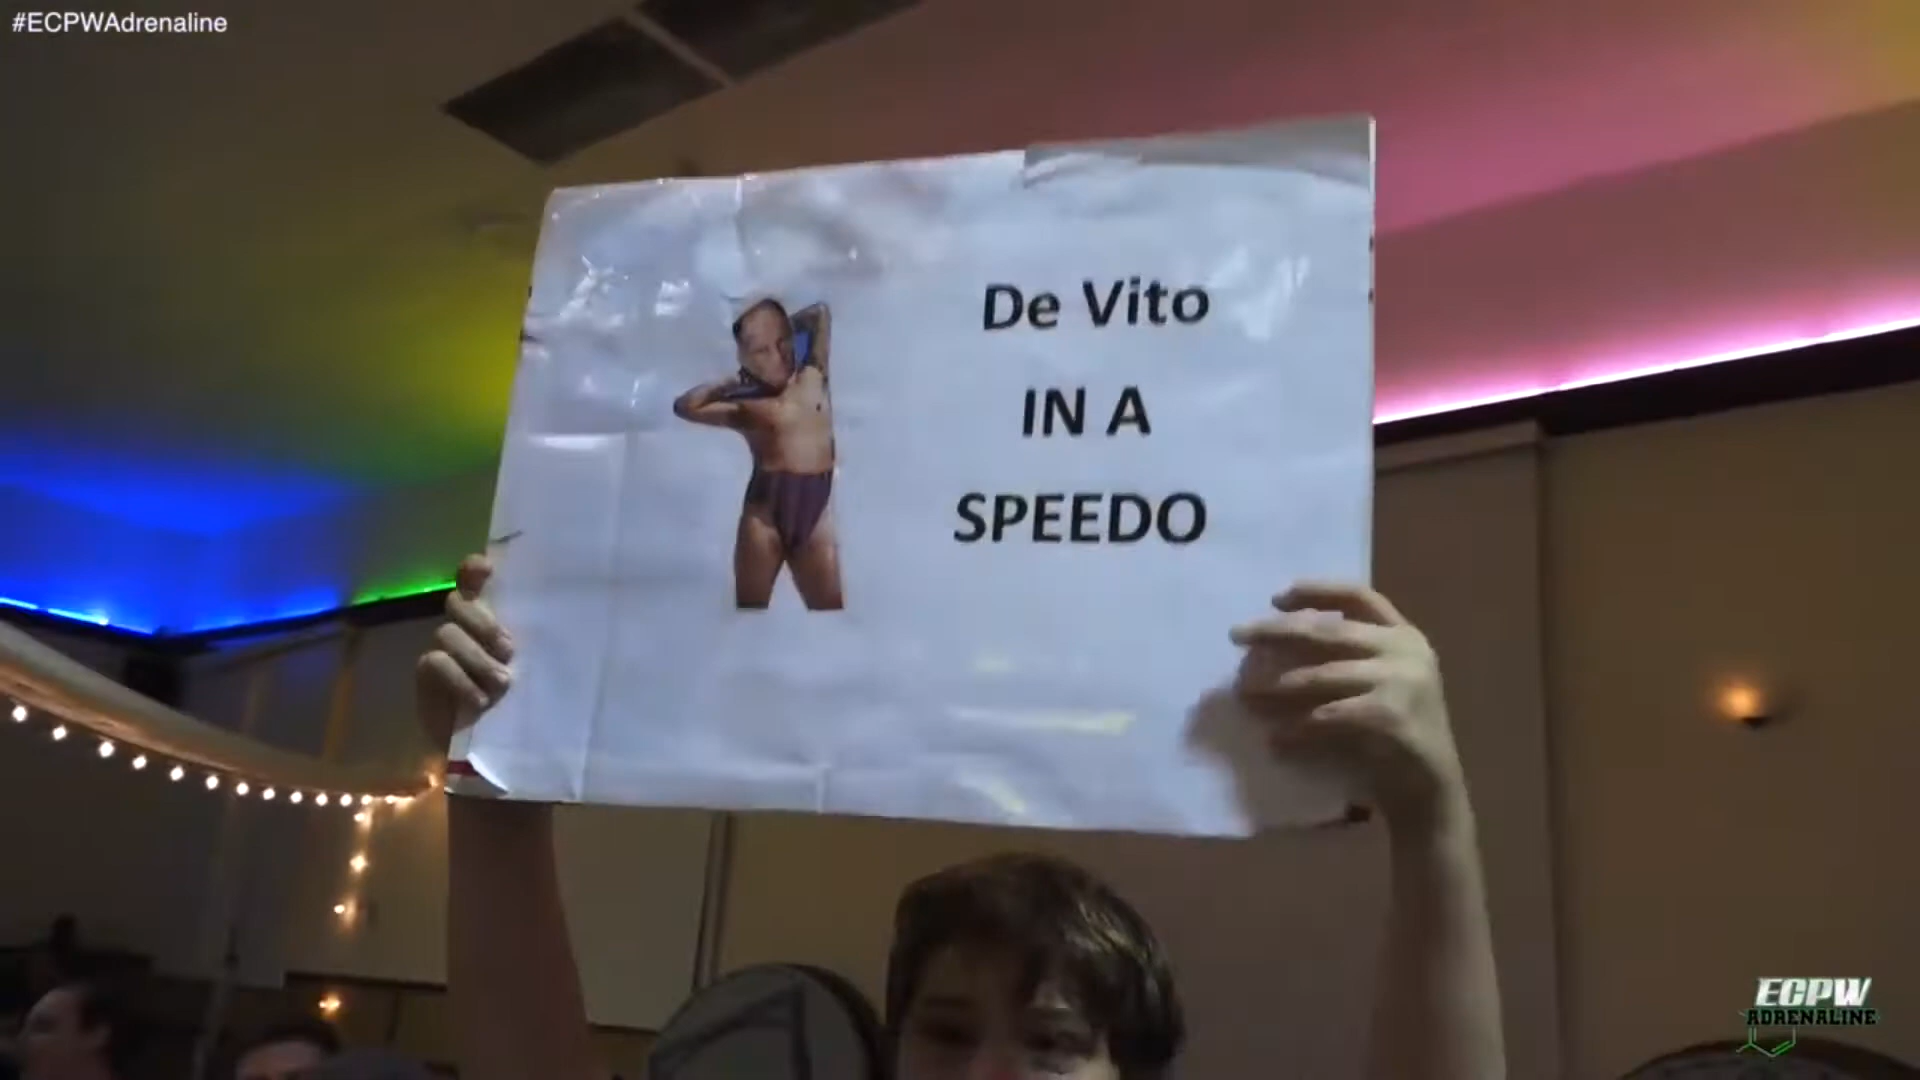 #ECPWAdrenaline
De Vito
IN A
SPEEDO
ECPW
ADRENALINE